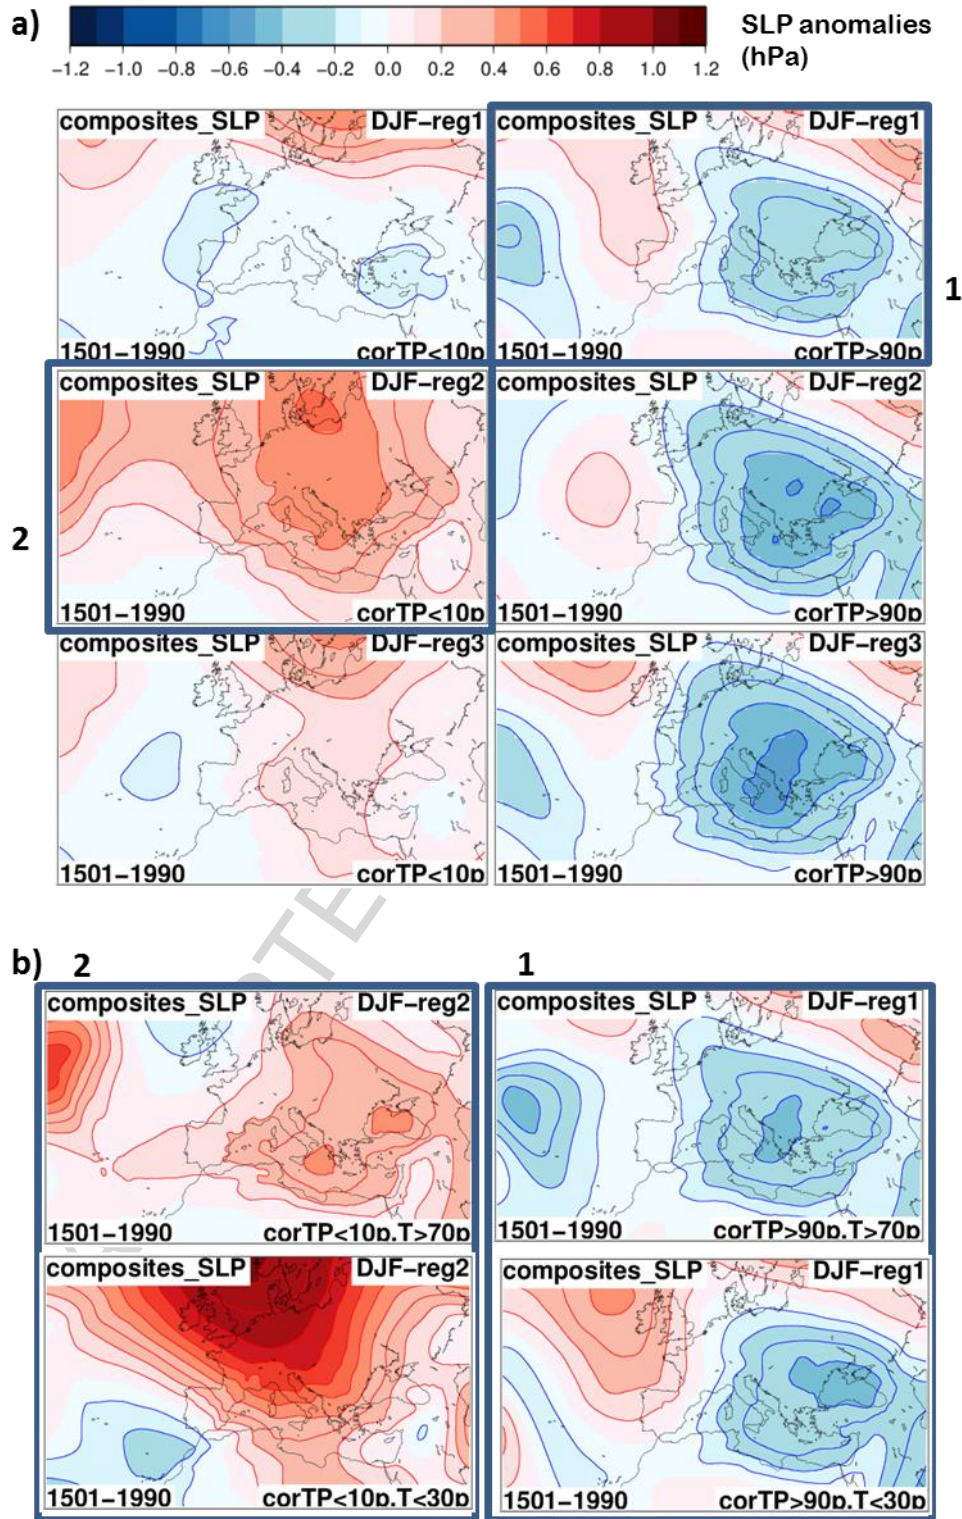 a)
SLP anomalies
(hPa)
−1.2 −1.0 −0.8 −0.6 −0.4 −0.2 0.0 0.2 0.4 0.6 0.8 1.0 1.2
composites_SLP DJF−reg1 composites_SLP DJF−reg1
1
1501−1990 corTP<10p 1501−1990 corTP>90p
composites_SLP DJF−reg2 composites_SLP DJF−reg2
2
1501−1990 corTP<10p 1501−1990 corTP>90p
composites_SLP DJF−reg3 composites_SLP DJF−reg3
1501−1990 corTP<10p 1501−1990 corTP>90p
b) 2 1
composites_SLP DJF−reg2 composites_SLP DJF−reg1
1501−1990 corTP<10p.T>70p 1501−1990 corTP>90p.T>70p
composites_SLP DJF−reg2 composites_SLP DJF−reg1
1501−1990 corTP<10p.T<30p 1501−1990 corTP>90p.T<30p